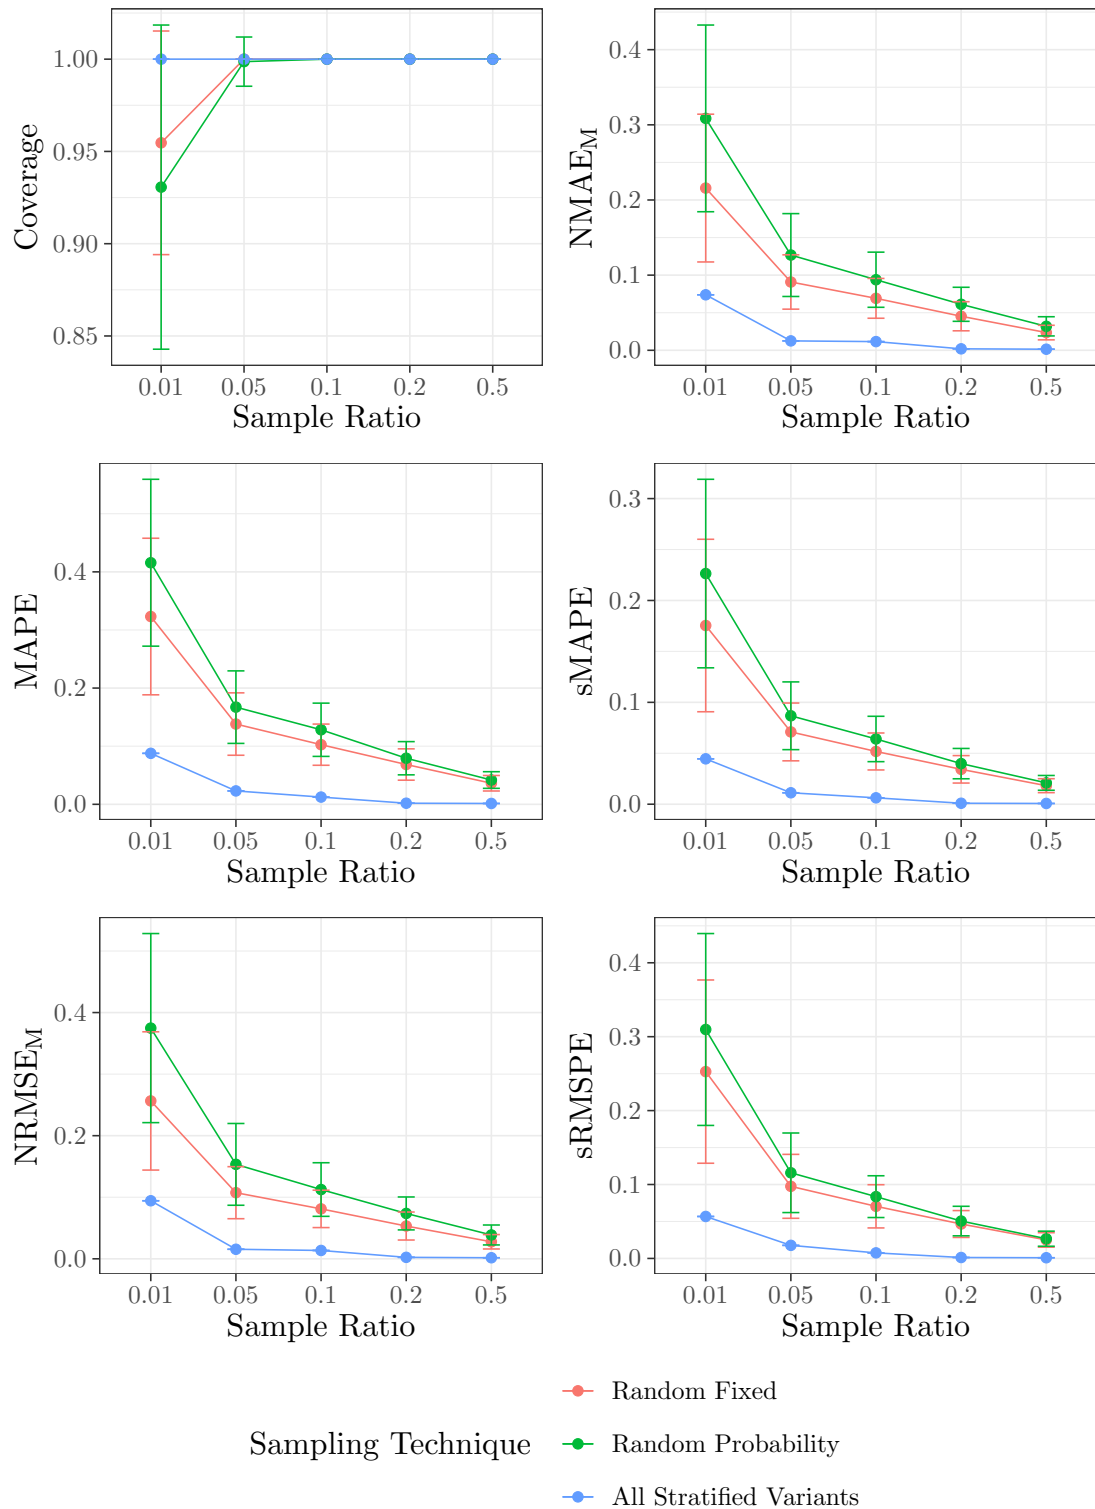 Coverage
1.00
0.95
0.90
0.85
0.01 0.05 0.1 0.2 0.5
Sample Ratio
NMAE_M
0.4
0.3
0.2
0.1
0.0
0.01 0.05 0.1 0.2 0.5
Sample Ratio
MAPE
0.4
0.2
0.0
0.01 0.05 0.1 0.2 0.5
Sample Ratio
sMAPE
0.3
0.2
0.1
0.0
0.01 0.05 0.1 0.2 0.5
Sample Ratio
NRMSE_M
0.4
0.2
0.0
0.01 0.05 0.1 0.2 0.5
Sample Ratio
sRMSPE
0.4
0.3
0.2
0.1
0.0
0.01 0.05 0.1 0.2 0.5
Sample Ratio
Sampling Technique
Random Fixed
Random Probability
All Stratified Variants